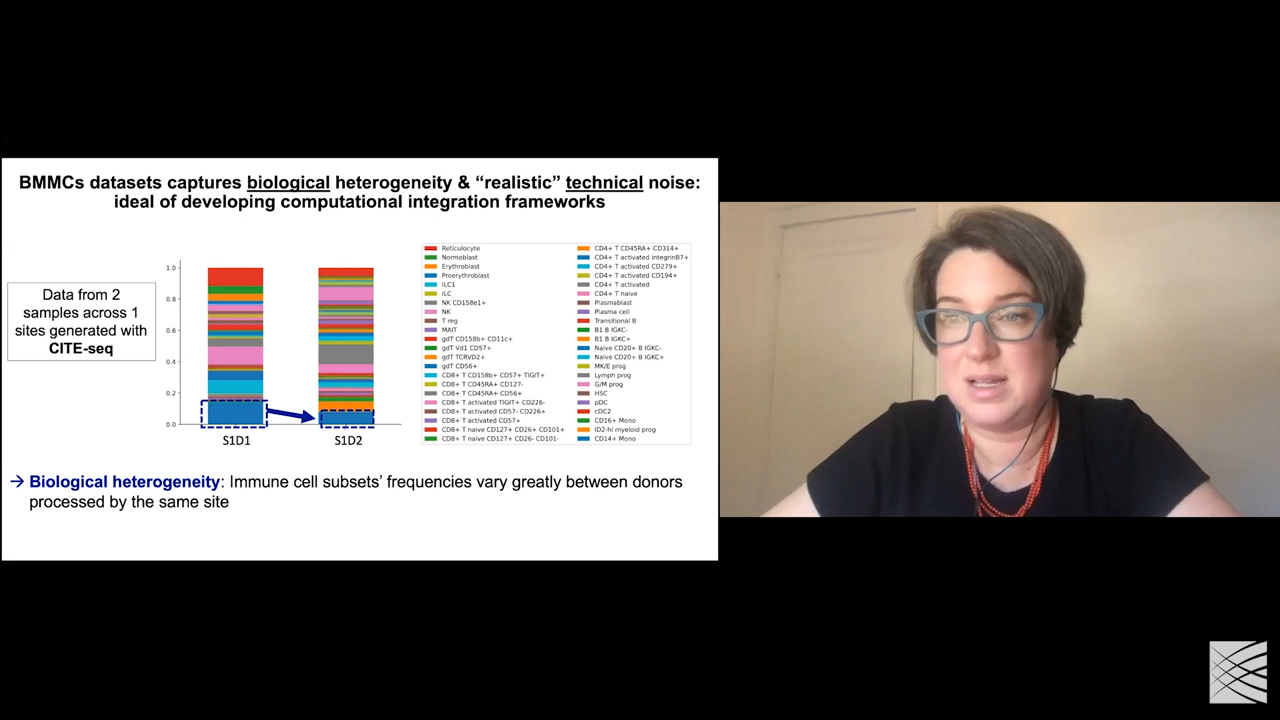 BMMCs datasets captures biological heterogeneity & “realistic” technical noise:
ideal of developing computational integration frameworks
Data from 2
samples across 1
sites generated with
CITE-seq
1.0
0.8
0.6
0.4
0.2
0.0
S1D1
S1D2
Reticulocyte
Normoblast
Erythroblast
Proerythroblast
ILC1
ILC
NK CD158e1+
NK
T reg
MAIT
gdT CD158b+ CD11c+
gdT Vd1 CD57+
gdT TCRVD2+
gdT CD56+
CD8+ T CD158b+ CD57+ TIGIT+
CD8+ T CD45RA+ CD127-
CD8+ T CD45RA+ CD56+
CD8+ T activated TIGIT+ CD226-
CD8+ T activated CD57- CD226+
CD8+ T activated CD57+
CD8+ T naive CD127+ CD26+ CD101+
CD8+ T naive CD127+ CD26- CD101-
CD4+ T CD45RA+ CD314+
CD4+ T activated integrinB7+
CD4+ T activated CD279+
CD4+ T activated CD194+
CD4+ T activated
CD4+ T naive
Plasmablast
Plasma cell
Transitional B
B1 B IGKC-
B1 B IGKC+
Naive CD20+ B IGKC-
Naive CD20+ B IGKC+
MK/E prog
Lymph prog
G/M prog
HSC
pDC
cDC2
CD16+ Mono
ID2-hi myeloid prog
CD14+ Mono
→ Biological heterogeneity: Immune cell subsets’ frequencies vary greatly between donors
processed by the same site